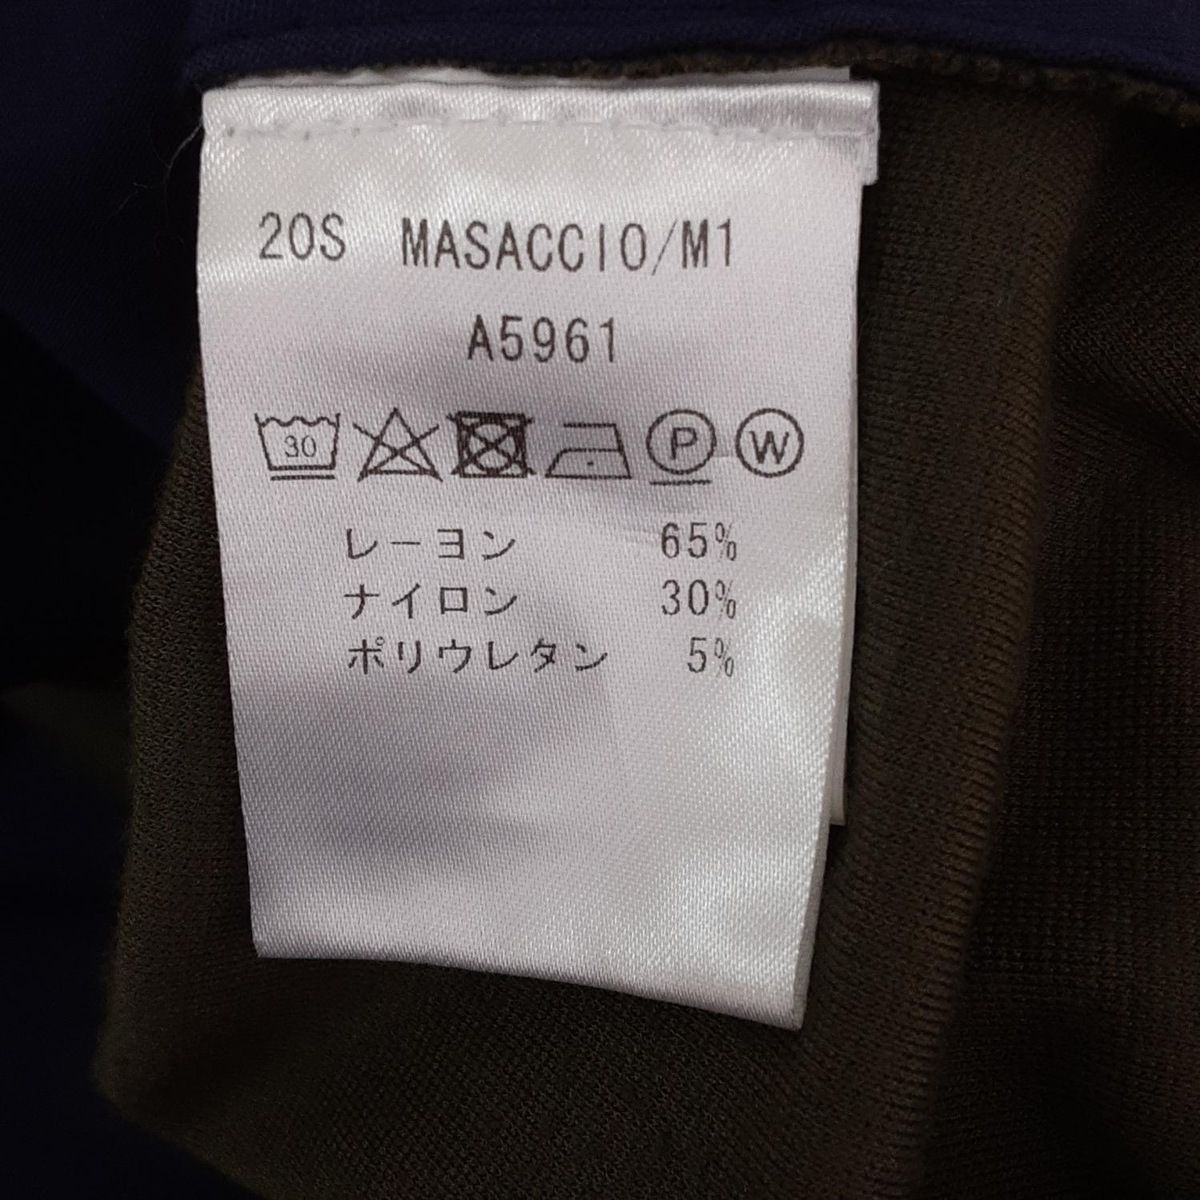 20S MASACCIO/M1
A5961
30 P W
レーヨン 65%
ナイロン 30%
ポリウレタン 5%